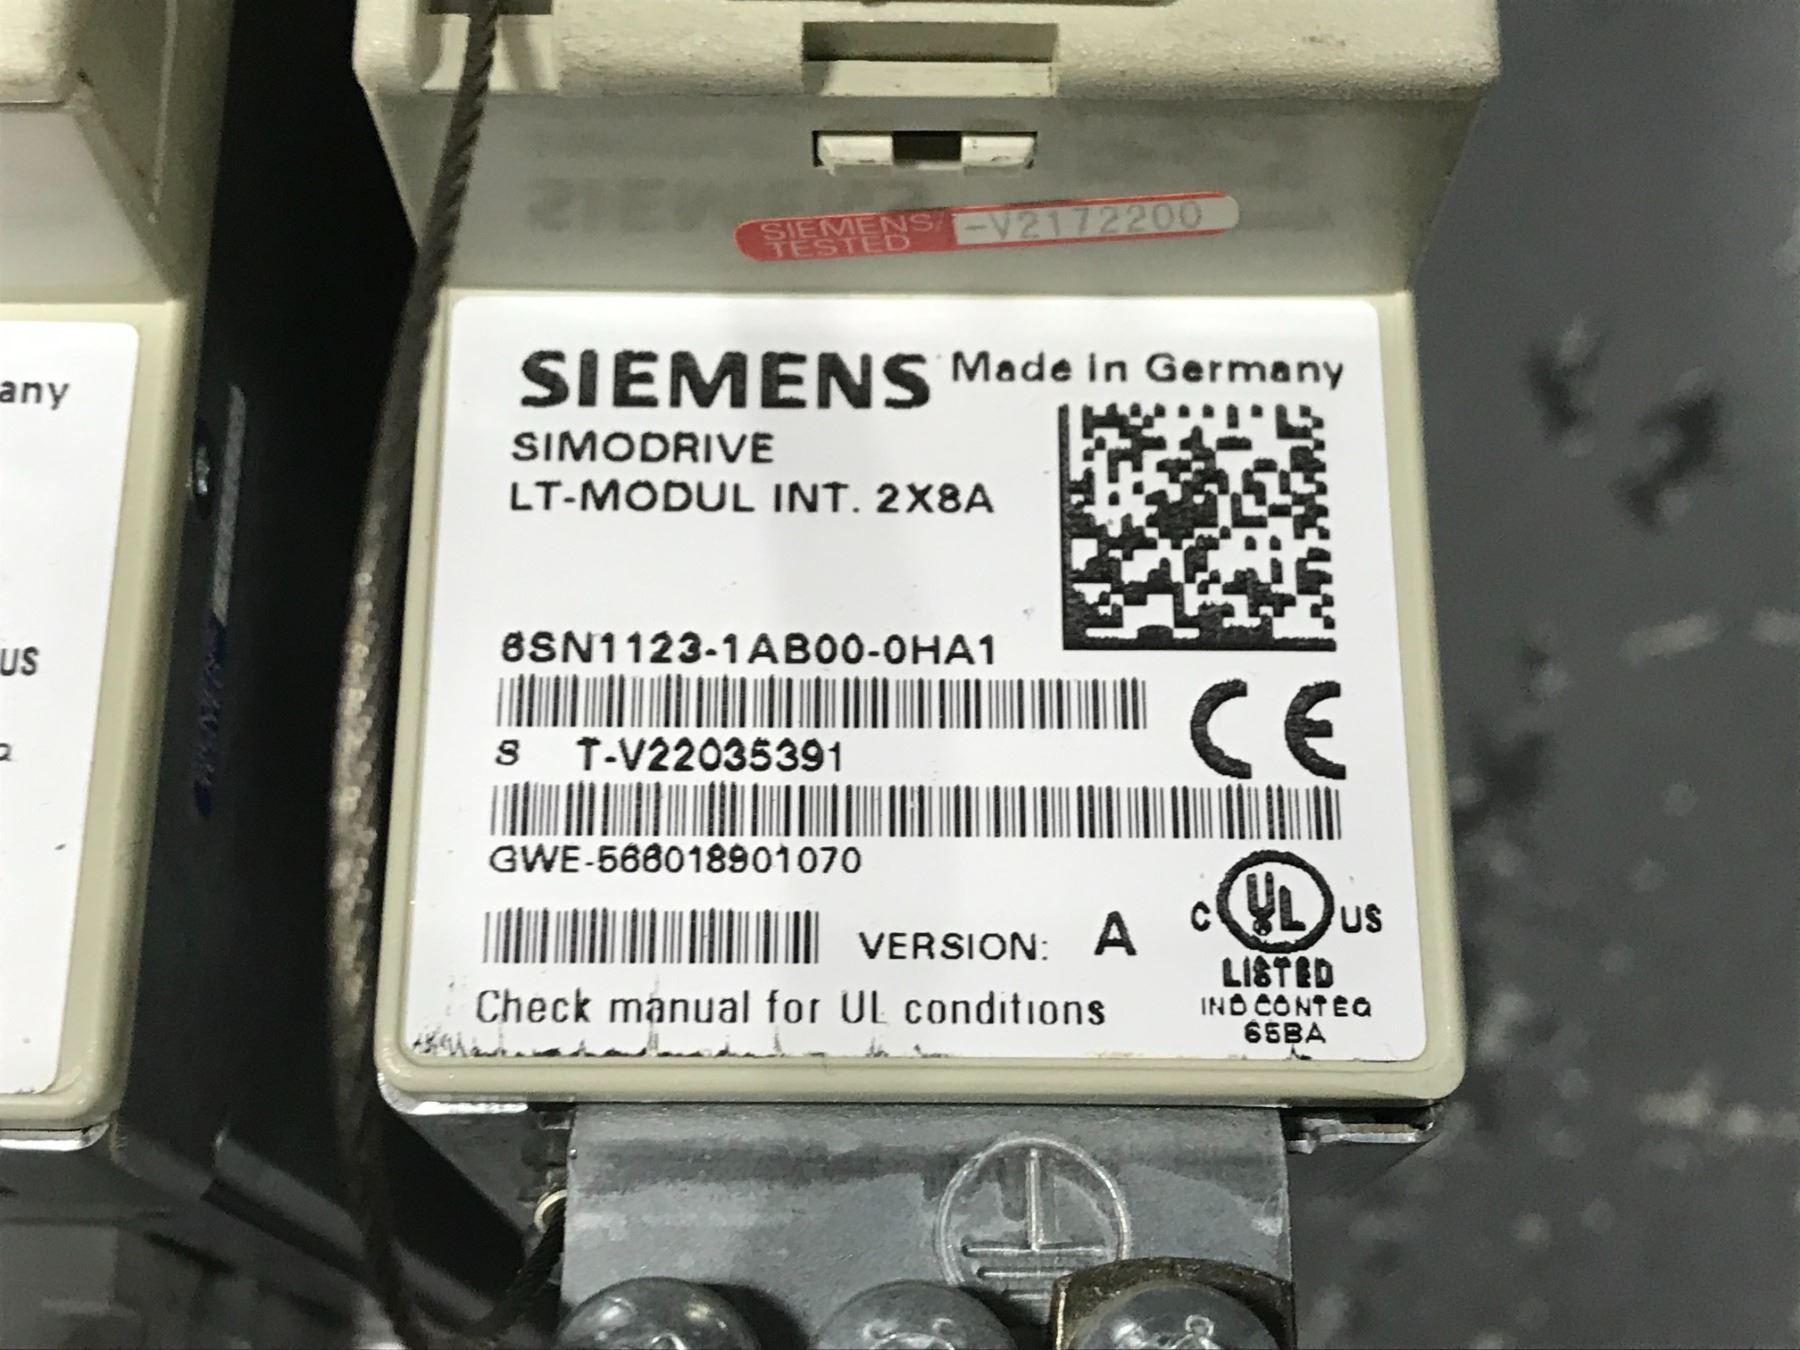 SIEMENS
SIEMENS/ -V2172200
TESTED
any
US
SIEMENS Made in Germany
SIMODRIVE
LT-MODUL INT. 2X8A
6SN1123-1AB00-0HA1
CE
S T-V22035391
GWE-566018901070
C UL US
LISTED
IND CONT EQ
65BA
VERSION: A
Check manual for UL conditions